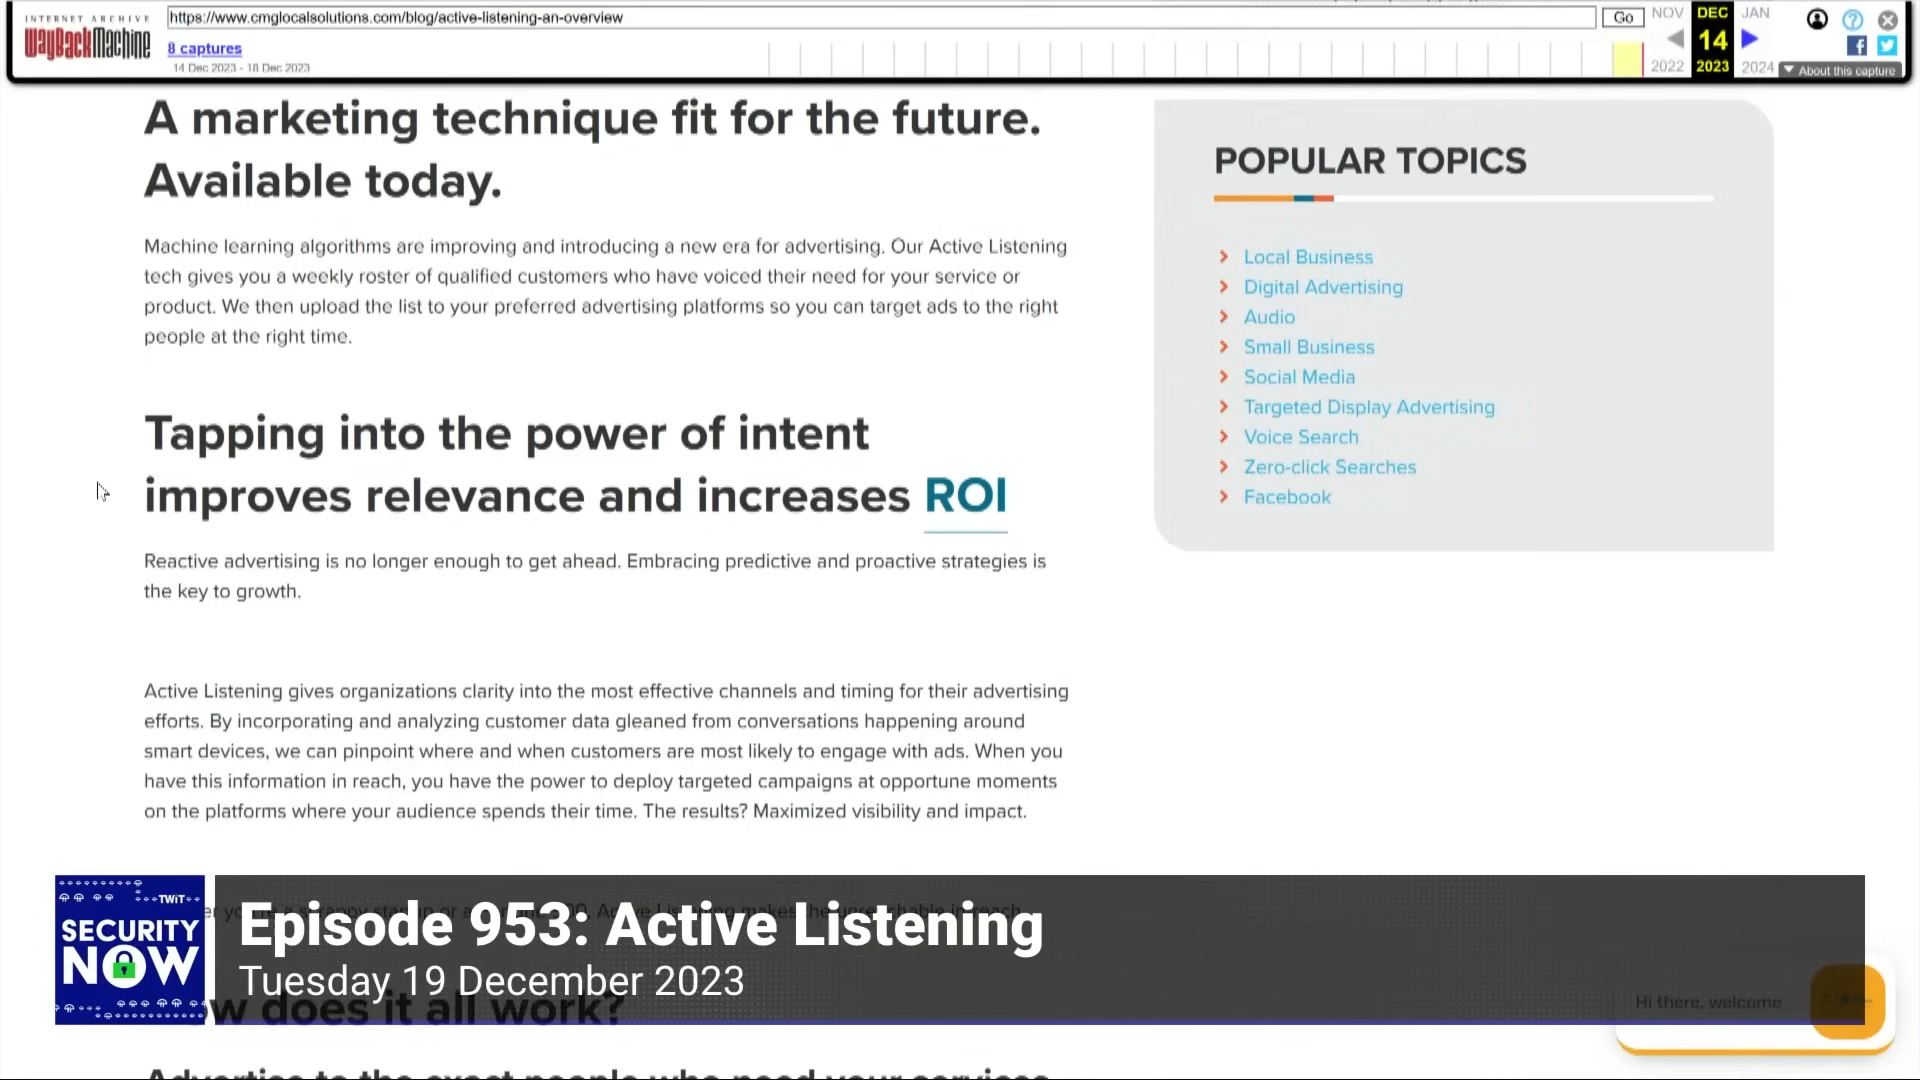 INTERNET ARCHIVE
WayBackMachine
https://www.cmglocalsolutions.com/blog/active-listening-an-overview
Go
NOV
DEC
JAN
8 captures
14
14 Dec 2023 - 18 Dec 2023
2022
2023
2024
About this capture
A marketing technique fit for the future.
Available today.
Machine learning algorithms are improving and introducing a new era for advertising. Our Active Listening
tech gives you a weekly roster of qualified customers who have voiced their need for your service or
product. We then upload the list to your preferred advertising platforms so you can target ads to the right
people at the right time.
Tapping into the power of intent
improves relevance and increases ROI
Reactive advertising is no longer enough to get ahead. Embracing predictive and proactive strategies is
the key to growth.
Active Listening gives organizations clarity into the most effective channels and timing for their advertising
efforts. By incorporating and analyzing customer data gleaned from conversations happening around
smart devices, we can pinpoint where and when customers are most likely to engage with ads. When you
have this information in reach, you have the power to deploy targeted campaigns at opportune moments
on the platforms where your audience spends their time. The results? Maximized visibility and impact.
POPULAR TOPICS
Local Business
Digital Advertising
Audio
Small Business
Social Media
Targeted Display Advertising
Voice Search
Zero-click Searches
Facebook
TWiT
SECURITY
NOW
Episode 953: Active Listening
Tuesday 19 December 2023
does it all work?
Hi there, welcome
Advertise to the exact people who need your services